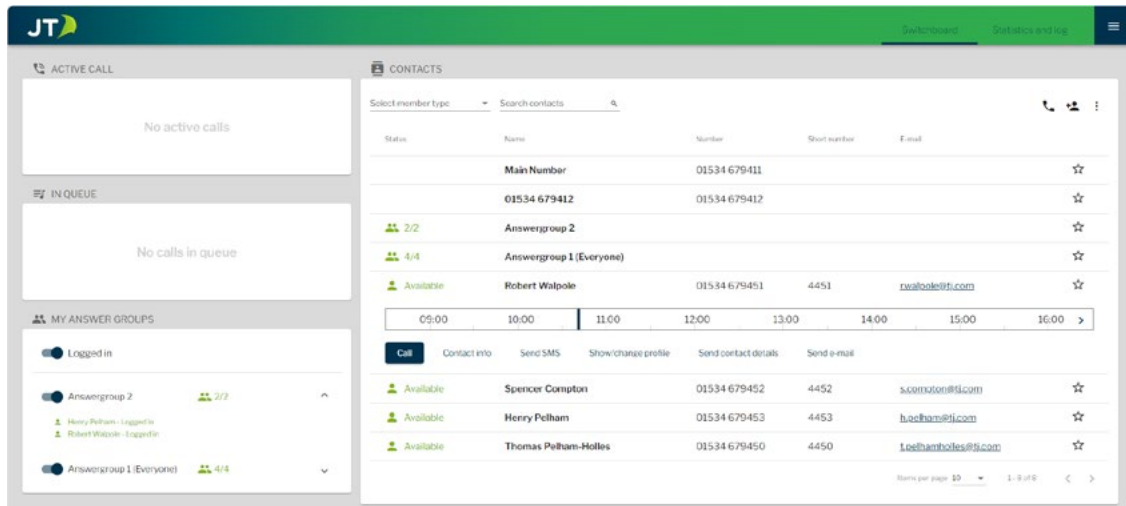 JT
Switchboard Statistics and log
ACTIVE CALL
No active calls
IN QUEUE
No calls in queue
MY ANSWER GROUPS
Logged in
Answergroup 2 2/2
Henry Pelham - Logged in
Robert Walpole - Logged in
Answergroup 1 (Everyone) 4/4
CONTACTS
Select member type Search contacts
Status Name Number Short number E-mail
Main Number 01534 679411
01534 679412 01534 679412
2/2 Answergroup 2
4/4 Answergroup 1 (Everyone)
Available Robert Walpole 01534 679451 4451 r.walpole@tj.com
09:00 10:00 11:00 12:00 13:00 14:00 15:00 16:00
Call Contact info Send SMS Show/change profile Send contact details Send e-mail
Available Spencer Compton 01534 679452 4452 s.compton@tj.com
Available Henry Pelham 01534 679453 4453 h.pelham@tj.com
Available Thomas Pelham-Holles 01534 679450 4450 t.pelhamholles@tj.com
Items per page 10 1 - 8 of 8